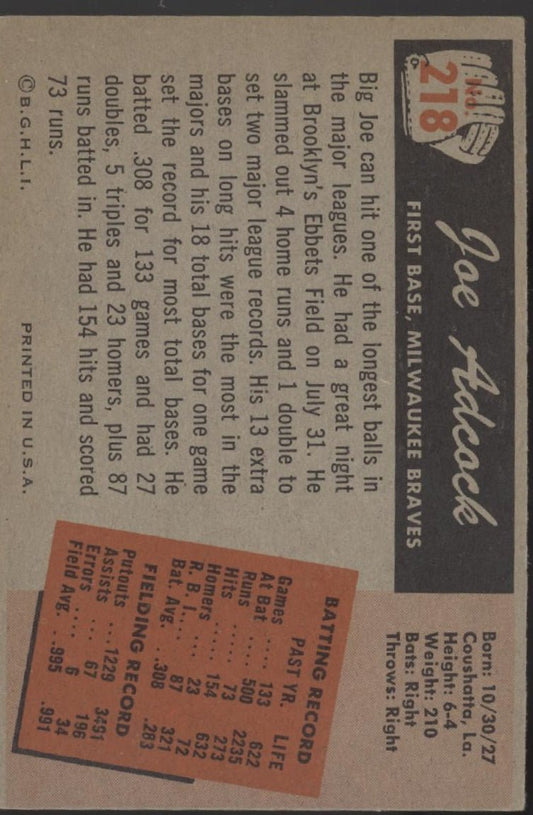 No.
218
Joe Adcock
FIRST BASE, MILWAUKEE BRAVES
Born: 10/30/27
Coushatta, La.
Height: 6-4
Weight: 210
Bats: Right
Throws: Right
Big Joe can hit one of the longest balls in
the major leagues. He had a great night
at Brooklyn's Ebbets Field on July 31. He
slammed out 4 home runs and 1 double to
set two major league records. His 13 extra
bases on long hits were the most in the
majors and his 18 total bases for one game
set the record for most total bases. He
batted .308 for 133 games and had 27
doubles, 5 triples and 23 homers, plus 87
runs batted in. He had 154 hits and scored
73 runs.
BATTING RECORD
PAST YR. LIFE
Games ..... 133 622
At Bat ..... 500 2235
Runs ..... 73 273
Hits ..... 154 632
Homers ..... 23 72
R. B. I. ... 87 321
Bat. Avg. .. .308 .283
FIELDING RECORD
Putouts ... 1229 3491
Assists ... 67 196
Errors .... 6 34
Field Avg. .. .995 .991
©B.G.H.L.I. PRINTED IN U.S.A.